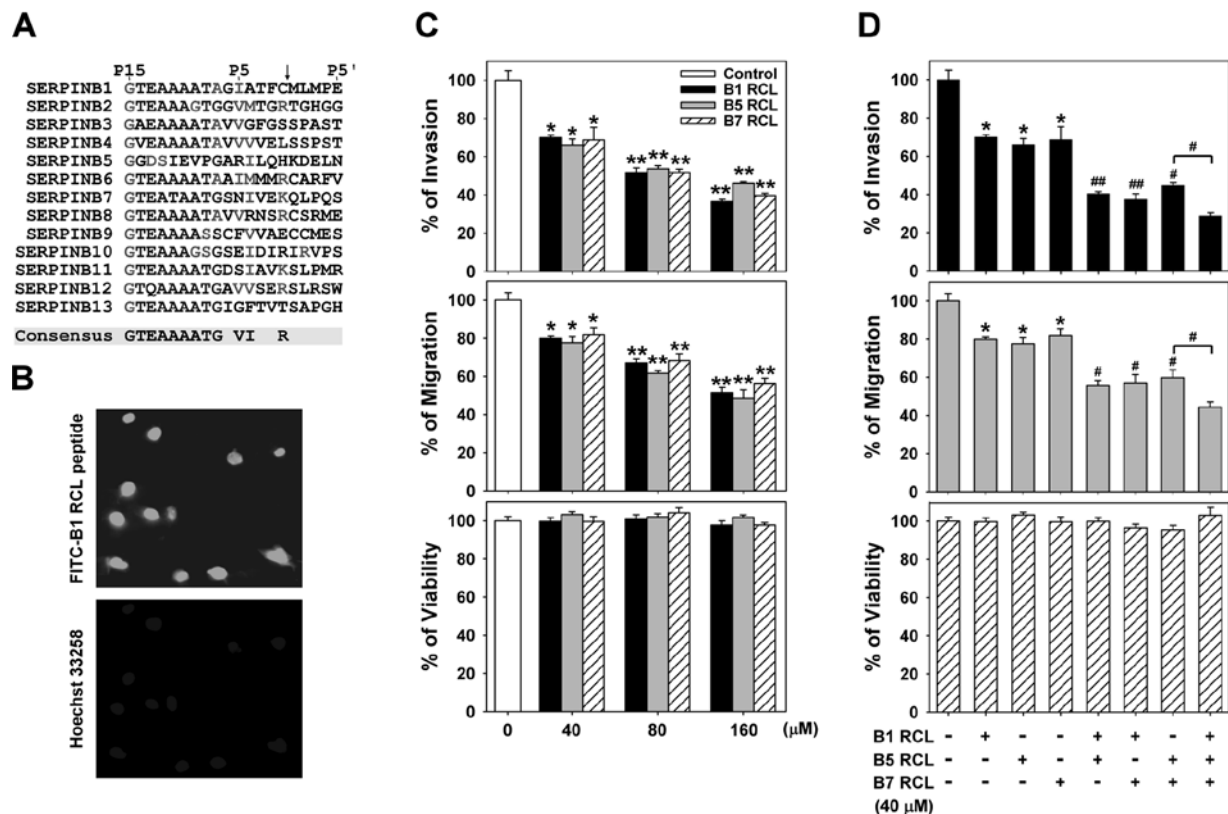 A
P15 P5 ↓ P5'
SERPINB1 GTEAAAATAGIATFCMLMPE
SERPINB2 GTEAAAGTGGVMTGRTGHGG
SERPINB3 GAEAAAATAVVGFGSSPAST
SERPINB4 GVEAAAATAVVVVELSSPST
SERPINB5 GGDSIEVPGARILQHKDELN
SERPINB6 GTEAAAATAAIMMMRCARFV
SERPINB7 GTEATAATGSNIVEKQLPQS
SERPINB8 GTEAAAATAVVRNSRCSRME
SERPINB9 GTEAAAASSCFVVAECCMES
SERPINB10 GTEAAAGSGSEIDIRIRVPS
SERPINB11 GTEAAAATGDSIAVKSLPMR
SERPINB12 GTQAAAATGAVVSERSLRSW
SERPINB13 GTEAAAATGIGFTVTSAPGH
Consensus GTEAAAATG VI R
B
FITC-B1 RCL peptide
Hoechst 33258
C
Control
B1 RCL
B5 RCL
B7 RCL
% of Invasion
100
80
60
40
20
0
* * *
** ** **
** ** **
% of Migration
100
80
60
40
20
0
* * *
** ** **
** ** **
% of Viability
100
80
60
40
20
0
0 40 80 160 (μM)
D
% of Invasion
100
80
60
40
20
0
* * * ## ## # #
% of Migration
100
80
60
40
20
0
* * * # # # #
% of Viability
100
80
60
40
20
0
B1 RCL - + - - + + - +
B5 RCL - - + - + - + +
B7 RCL - - - + - + + +
(40 μM)